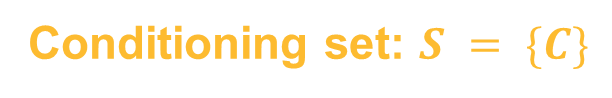 Conditioning set: S = {C}